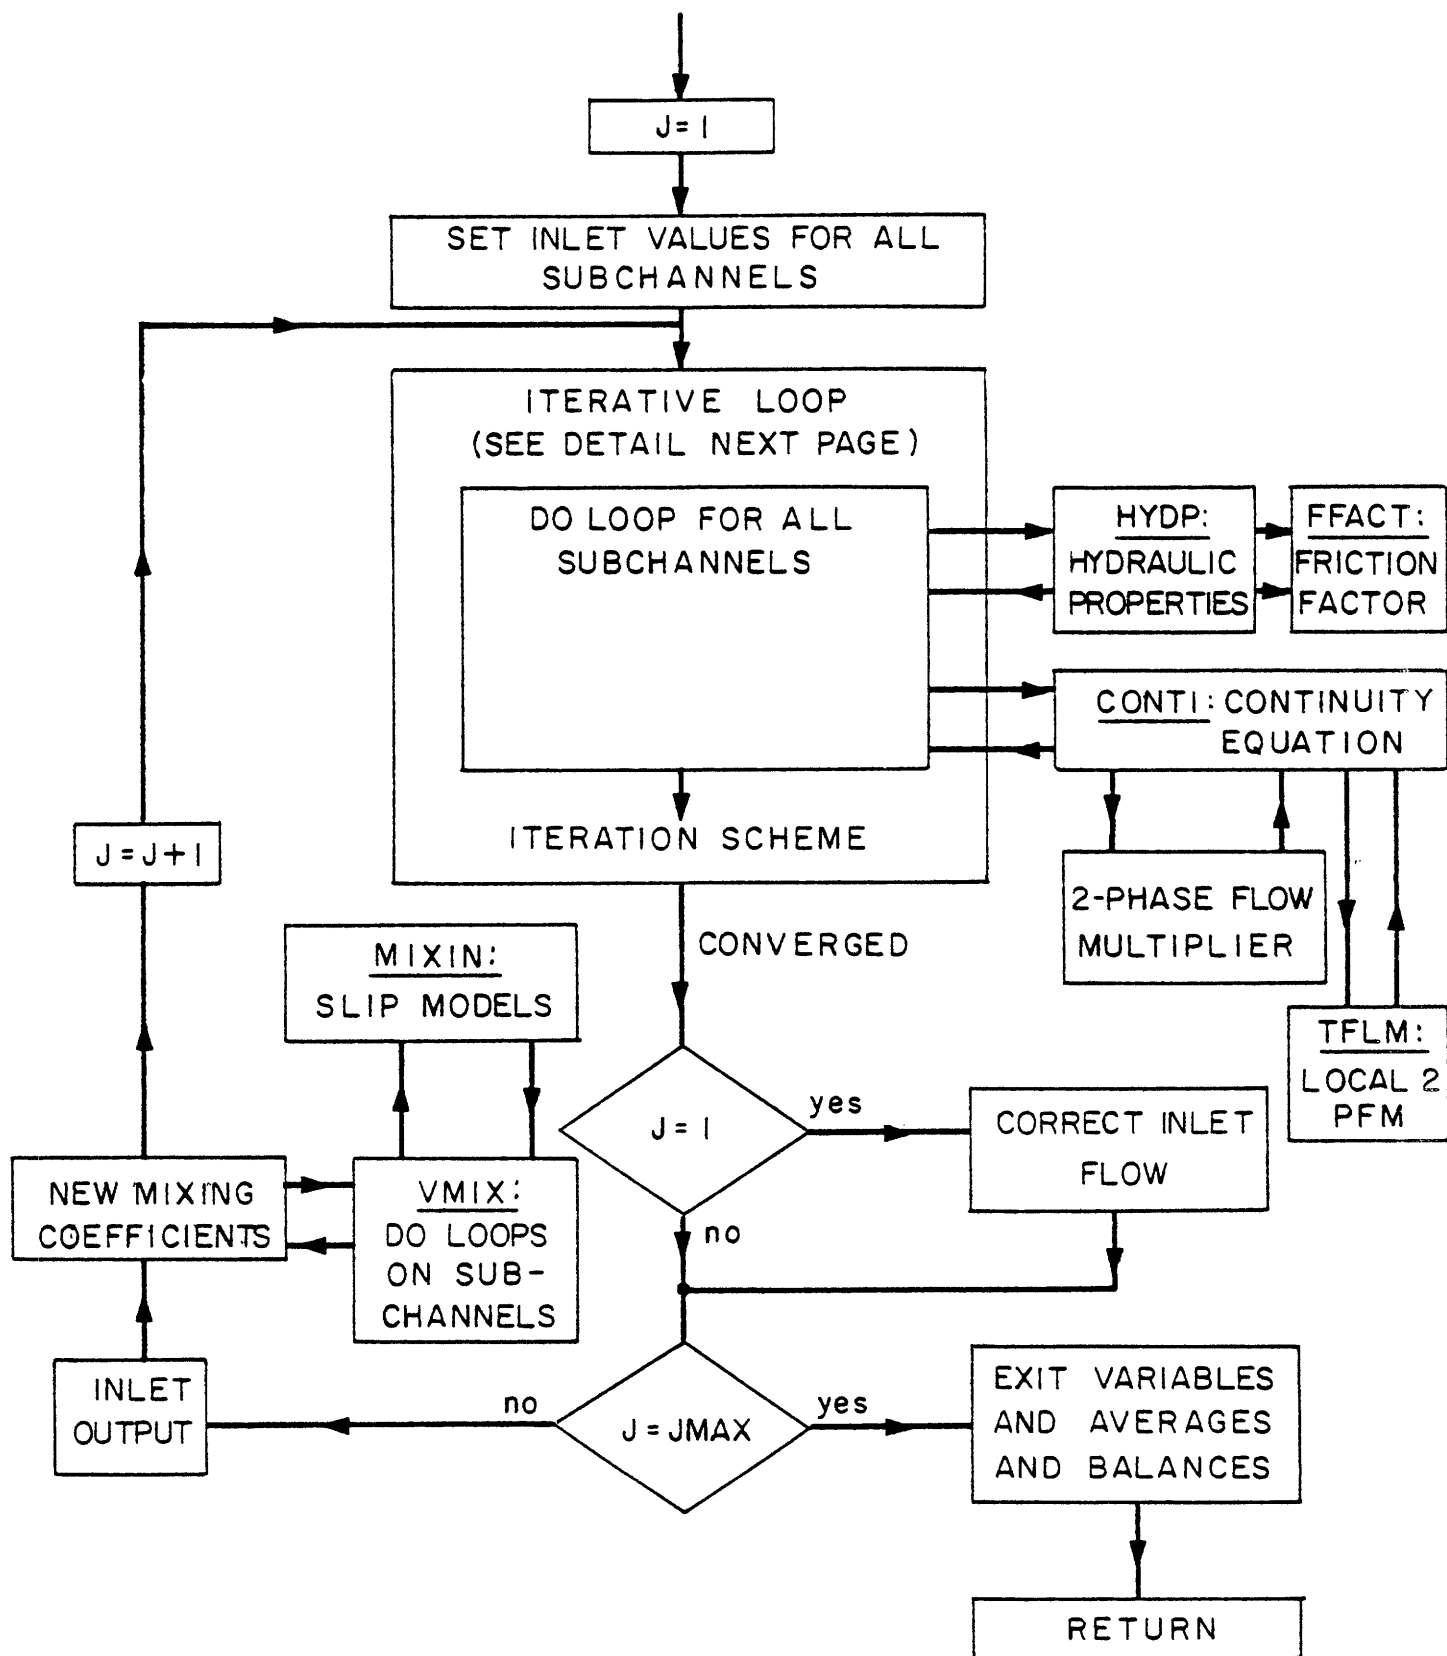 J = 1
SET INLET VALUES FOR ALL
SUBCHANNELS
ITERATIVE LOOP
(SEE DETAIL NEXT PAGE)
DO LOOP FOR ALL
SUBCHANNELS
HYDP:
HYDRAULIC
PROPERTIES
FFACT:
FRICTION
FACTOR
CONTI: CONTINUITY
EQUATION
ITERATION SCHEME
J = J + 1
2-PHASE FLOW
MULTIPLIER
CONVERGED
MIXIN:
SLIP MODELS
TFLM:
LOCAL 2
PFM
J = 1
yes
CORRECT INLET
FLOW
no
NEW MIXING
COEFFICIENTS
VMIX:
DO LOOPS
ON SUB-
CHANNELS
INLET
OUTPUT
no
J = JMAX
yes
EXIT VARIABLES
AND AVERAGES
AND BALANCES
RETURN